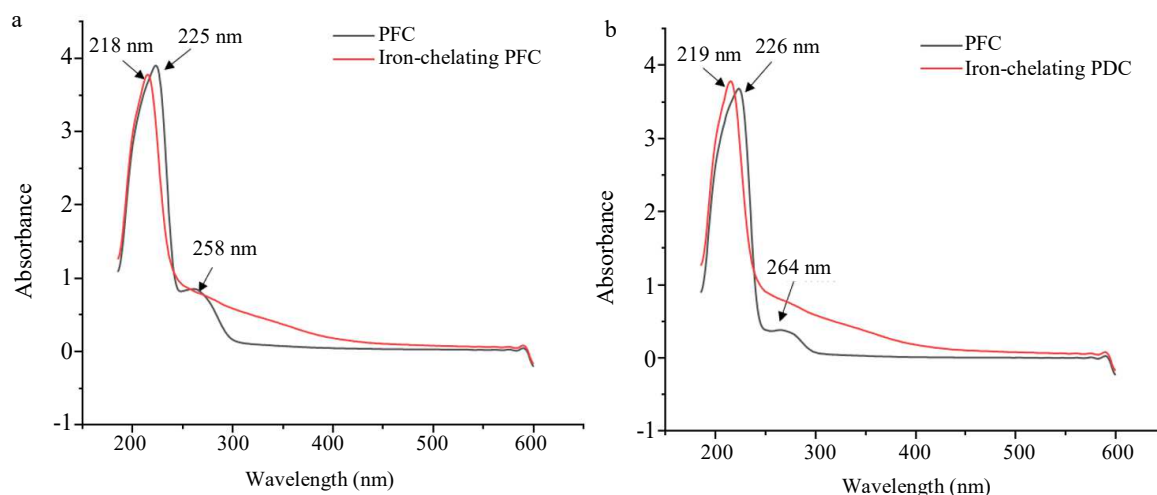 a
218 nm
225 nm
PFC
Iron-chelating PFC
258 nm
Absorbance
4
3
2
1
0
-1
200
300
400
500
600
Wavelength (nm)
b
219 nm
226 nm
PFC
Iron-chelating PDC
264 nm
Absorbance
4
3
2
1
0
-1
200
300
400
500
600
Wavelength (nm)